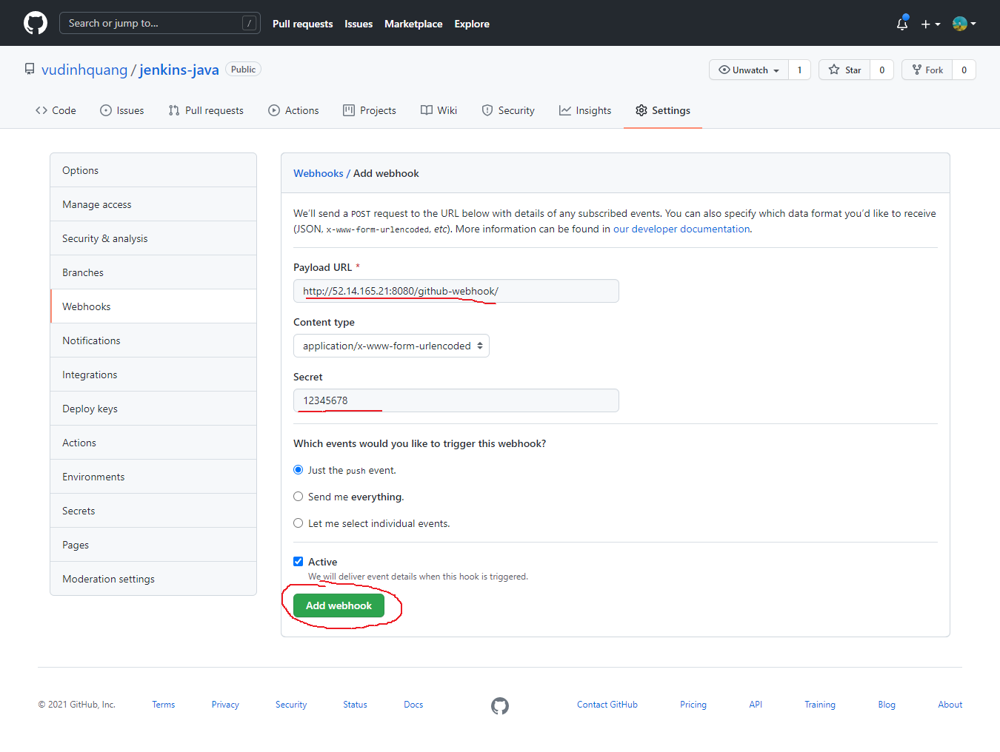 Search or jump to... /
Pull requests Issues Marketplace Explore
vudinhquang / jenkins-java Public
Unwatch 1 Star 0 Fork 0
Code Issues Pull requests Actions Projects Wiki Security Insights Settings
Options
Manage access
Security & analysis
Branches
Webhooks
Notifications
Integrations
Deploy keys
Actions
Environments
Secrets
Pages
Moderation settings
Webhooks / Add webhook
We'll send a POST request to the URL below with details of any subscribed events. You can also specify which data format you'd like to receive
(JSON, x-www-form-urlencoded, etc). More information can be found in our developer documentation.
Payload URL *
http://52.14.165.21:8080/github-webhook/
Content type
application/x-www-form-urlencoded
Secret
12345678
Which events would you like to trigger this webhook?
Just the push event.
Send me everything.
Let me select individual events.
Active
We will deliver event details when this hook is triggered.
Add webhook
© 2021 GitHub, Inc. Terms Privacy Security Status Docs Contact GitHub Pricing API Training Blog About